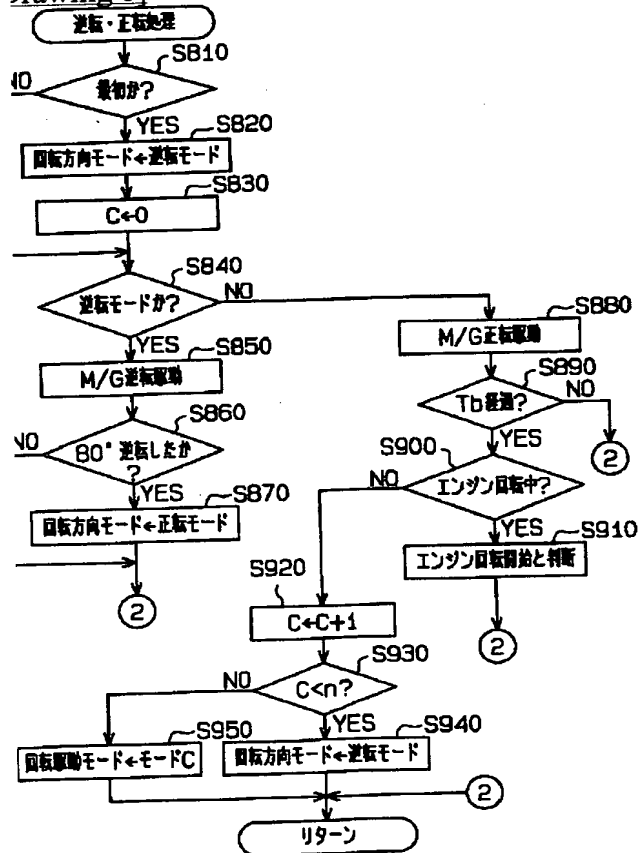 逆転・正転処理
S810
最初か?
NO
YES
S820
回転方向モード←逆転モード
S830
C←0
S840
逆転モードか?
NO
YES
S850
M/G逆転駆動
S860
80°逆転したか
?
NO
YES
S870
回転方向モード←正転モード
2
S880
M/G正転駆動
S890
Tb経過?
NO
2
YES
S900
エンジン回転中?
NO
YES
S910
エンジン回転開始と判断
2
S920
C←C+1
S930
C<n?
NO
YES
S950
回転駆動モード←モードC
S940
回転方向モード←逆転モード
2
リターン